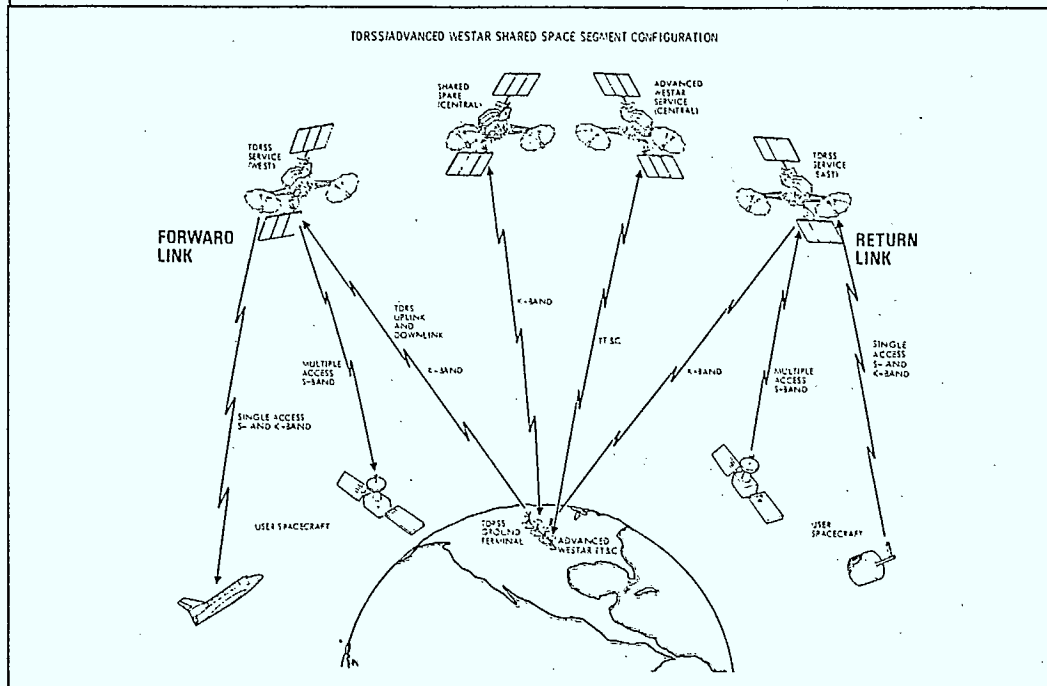 TDRSS/ADVANCED WESTAR SHARED SPACE SEGMENT CONFIGURATION
SHARED
SPARE
(CENTRAL)
ADVANCED
WESTAR
SERVICE
(CENTRAL)
TDRSS
SERVICE
(WEST)
TDRSS
SERVICE
(EAST)
FORWARD
LINK
RETURN
LINK
K-BAND
TDRS
UPLINK
AND
DOWNLINK
TT&C
MULTIPLE
ACCESS
S-BAND
K-BAND
K-BAND
MULTIPLE
ACCESS
S-BAND
SINGLE
ACCESS
S- AND
K-BAND
SINGLE ACCESS
S- AND K-BAND
USER SPACECRAFT
TDRSS
GROUND
TERMINAL
ADVANCED
WESTAR TT&C
USER
SPACECRAFT